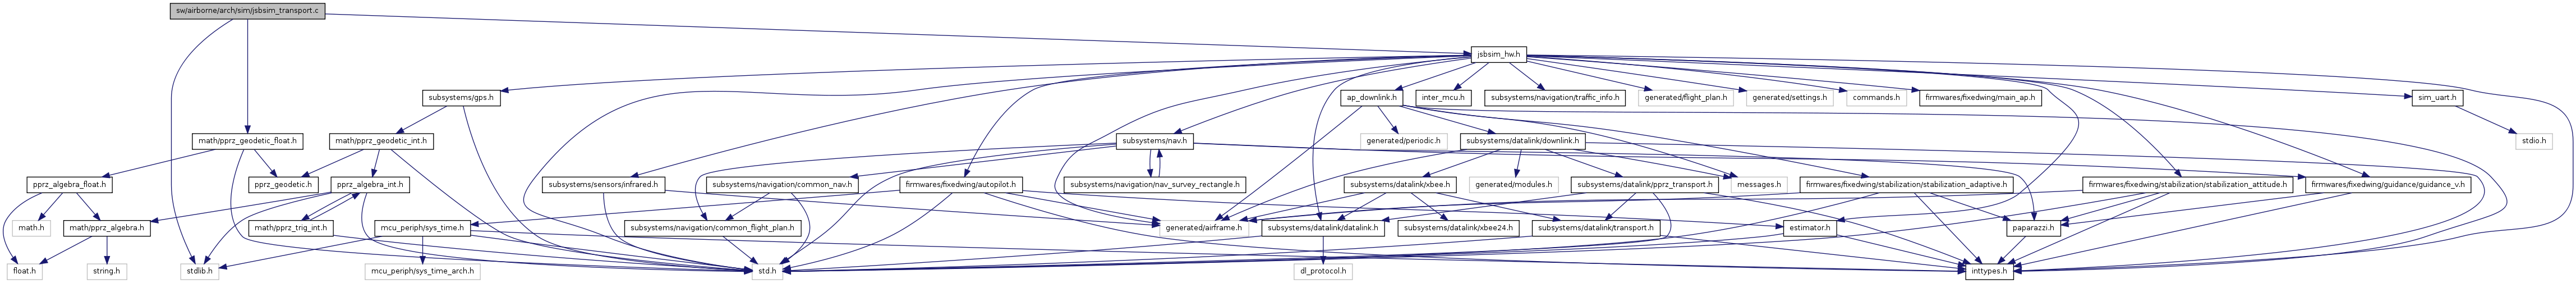 sw/airborne/arch/sim/jsbsim_transport.c
jsbsim_hw.h
subsystems/gps.h
ap_downlink.h
inter_mcu.h
subsystems/navigation/traffic_info.h
generated/flight_plan.h
generated/settings.h
commands.h
firmwares/fixedwing/main_ap.h
sim_uart.h
math/pprz_geodetic_float.h
math/pprz_geodetic_int.h
subsystems/nav.h
generated/periodic.h
subsystems/datalink/downlink.h
stdio.h
pprz_algebra_float.h
pprz_geodetic.h
pprz_algebra_int.h
subsystems/sensors/infrared.h
subsystems/navigation/common_nav.h
firmwares/fixedwing/autopilot.h
subsystems/navigation/nav_survey_rectangle.h
subsystems/datalink/xbee.h
generated/modules.h
subsystems/datalink/pprz_transport.h
messages.h
firmwares/fixedwing/stabilization/stabilization_adaptive.h
firmwares/fixedwing/stabilization/stabilization_attitude.h
firmwares/fixedwing/guidance/guidance_v.h
math.h
math/pprz_algebra.h
math/pprz_trig_int.h
mcu_periph/sys_time.h
subsystems/navigation/common_flight_plan.h
generated/airframe.h
subsystems/datalink/datalink.h
subsystems/datalink/xbee24.h
subsystems/datalink/transport.h
estimator.h
paparazzi.h
float.h
string.h
stdlib.h
mcu_periph/sys_time_arch.h
std.h
dl_protocol.h
inttypes.h